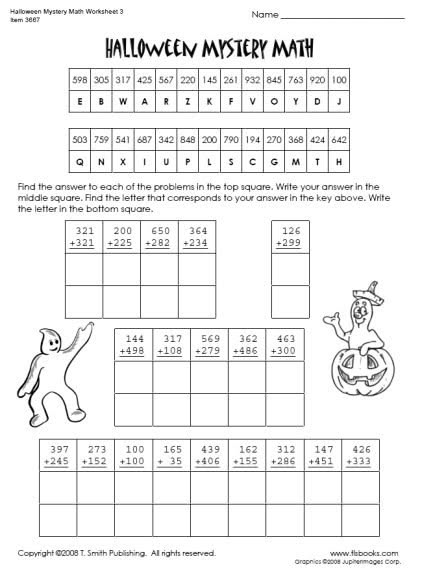 Halloween Mystery Math Worksheet 3
Item 3667
Name
HALLOWEEN MYSTERY MATH
598 305 317 425 567 220 145 261 932 845 763 920 100
E B W A R Z K F V O Y D J
503 759 541 687 342 848 200 790 194 270 368 424 642
Q N X I U P L S C G M T H
Find the answer to each of the problems in the top square. Write your answer in the
middle square. Find the letter that corresponds to your answer in the key above. Write
the letter in the bottom square.
321 200 650 364 126
+321 +225 +282 +234 +299
144 317 569 362 463
+498 +108 +279 +486 +300
397 273 100 165 439 162 312 147 426
+245 +152 +100 + 35 +406 +155 +286 +451 +333
Copyright ©2008 T. Smith Publishing. All rights reserved.
www.tlsbooks.com
Graphics ©2008 Jupiterimages Corp.